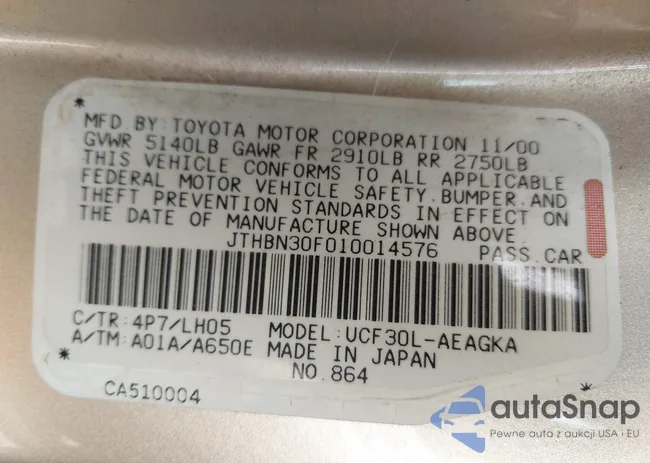 MFD BY: TOYOTA MOTOR CORPORATION 11/00
GVWR 5140LB GAWR FR 2910LB RR 2750LB
THIS VEHICLE CONFORMS TO ALL APPLICABLE
FEDERAL MOTOR VEHICLE SAFETY. BUMPER. AND
THEFT PREVENTION STANDARDS IN EFFECT ON
THE DATE OF MANUFACTURE SHOWN ABOVE.
JTHBN30F010014576 PASS. CAR
C/TR: 4P7/LH05 MODEL: UCF30L-AEAGKA
A/TM: A01A/A650E MADE IN JAPAN
NO. 864
CA510004
autaSnap
Pewne auta z aukcji USA i EU